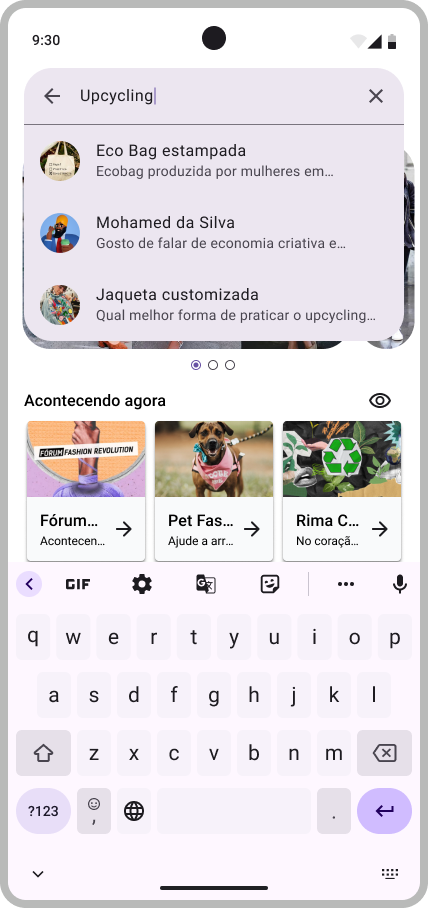 9:30
Upcycling
Eco Bag estampada
Ecobag produzida por mulheres em…
Mohamed da Silva
Gosto de falar de economia criativa e…
Jaqueta customizada
Qual melhor forma de praticar o upcycling…
Acontecendo agora
FÓRUM FASHION REVOLUTION
Fórum… Pet Fas… Rima C…
Acontecen… Ajude a arr… No coraçã…
GIF
q w e r t y u i o p
a s d f g h j k l
z x c v b n m
?123 , .